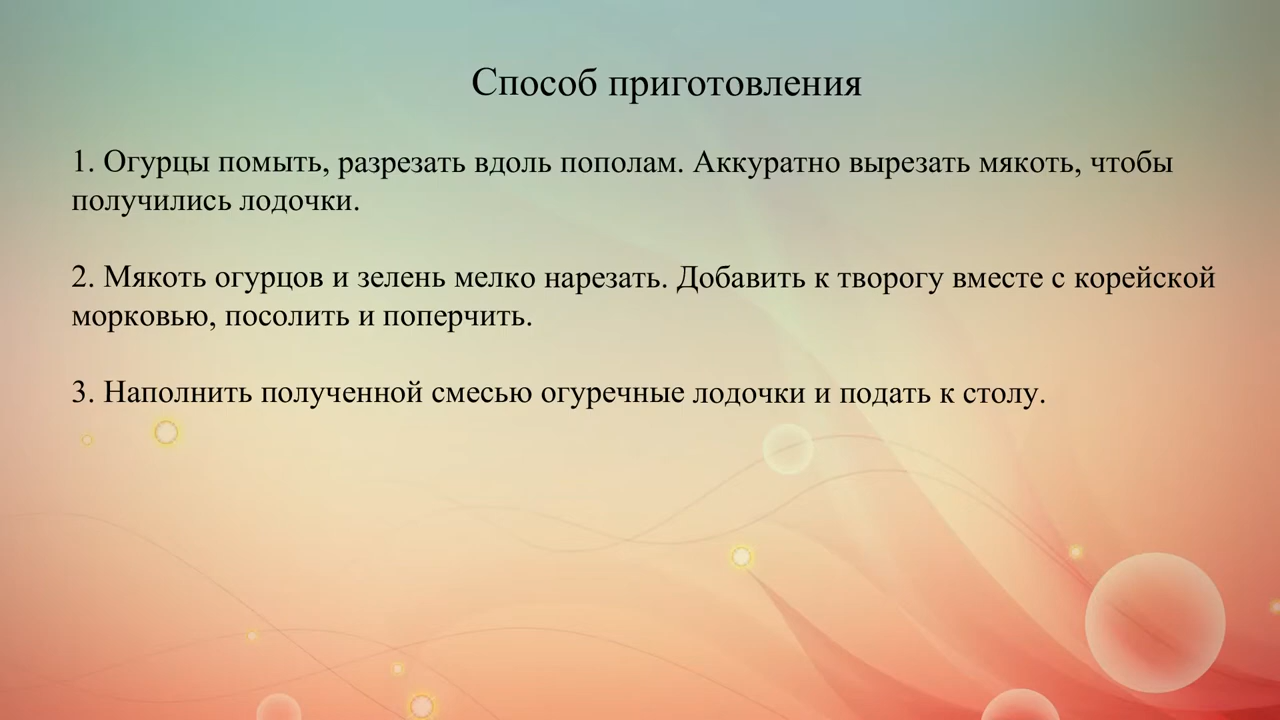 Способ приготовления
1. Огурцы помыть, разрезать вдоль пополам. Аккуратно вырезать мякоть, чтобы
получились лодочки.
2. Мякоть огурцов и зелень мелко нарезать. Добавить к творогу вместе с корейской
морковью, посолить и поперчить.
3. Наполнить полученной смесью огуречные лодочки и подать к столу.